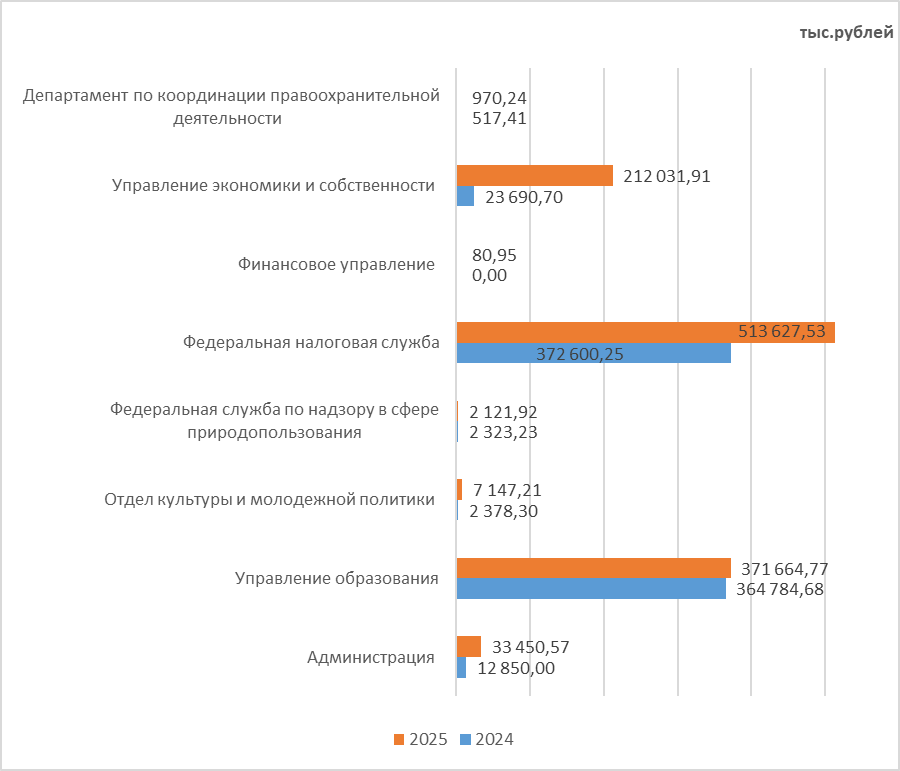 тыс.рублей
Департамент по координации правоохранительной
деятельности
970,24
517,41
Управление экономики и собственности
212 031,91
23 690,70
Финансовое управление
80,95
0,00
Федеральная налоговая служба
513 627,53
372 600,25
Федеральная служба по надзору в сфере
природопользования
2 121,92
2 323,23
Отдел культуры и молодежной политики
7 147,21
2 378,30
Управление образования
371 664,77
364 784,68
Администрация
33 450,57
12 850,00
2025 2024